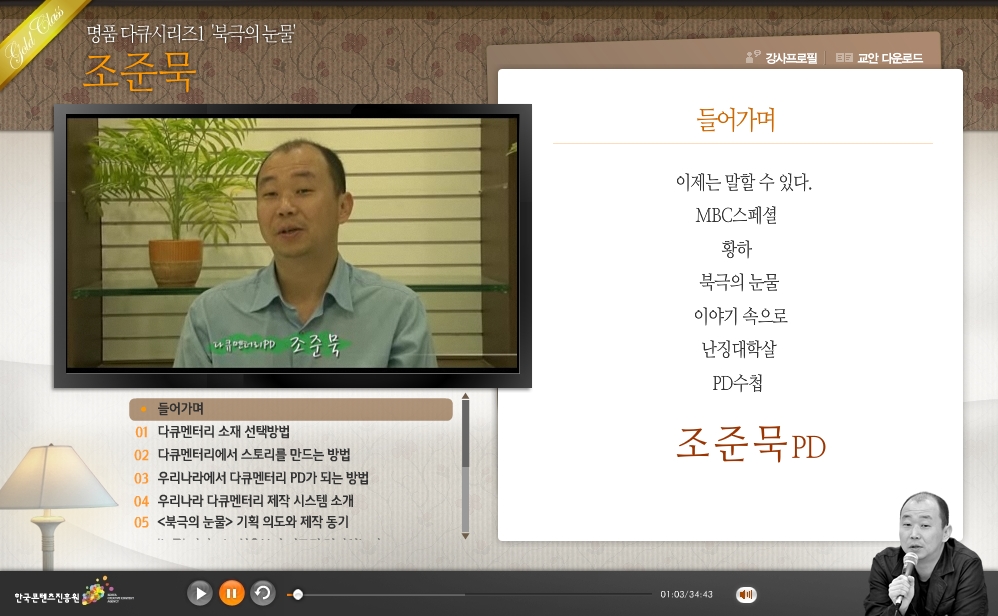 Gold Class
명품 다큐시리즈1 '북극의 눈물'
조준묵
강사프로필
교안 다운로드
다큐멘터리PD 조준묵
들어가며
이제는 말할 수 있다.
MBC스페셜
황하
북극의 눈물
이야기 속으로
난징대학살
PD수첩
조준묵PD
들어가며
01 다큐멘터리 소재 선택방법
02 다큐멘터리에서 스토리를 만드는 방법
03 우리나라에서 다큐멘터리 PD가 되는 방법
04 우리나라 다큐멘터리 제작 시스템 소개
05 <북극의 눈물> 기획 의도와 제작 동기
한국콘텐츠진흥원
01:03/34:43